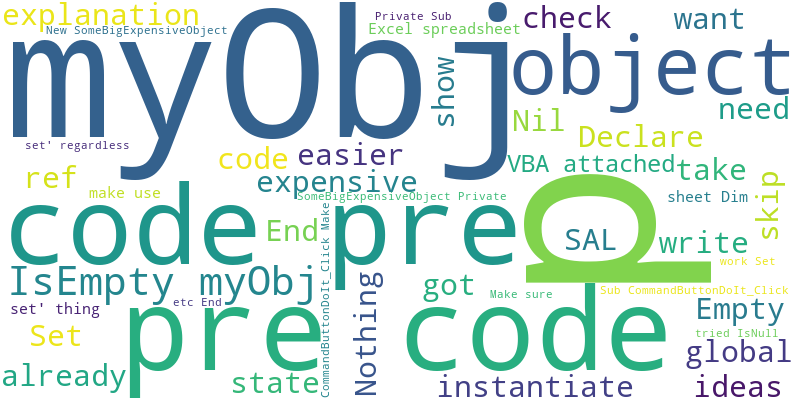 explanation
New SomeBigExpensiveObject
myObj
Private Sub
Excel spreadsheet
check
want
object
show
need
Nil
Declare
set' regardless
code
easier
VBA attached
take
ref
make use
expensive
SomeBigExpensiveObject Private
sheet Dim
skip
code
pre
p
SAL
End
write
CommandButtonDoIt_Click Make
work Set
IsEmpty myObj
Nothing
got
Make sure
Sub CommandButtonDoIt_Click
set' thing
etc End
Empty
pre
code
Set
tried IsNull
global
already
state
instantiate
ideas